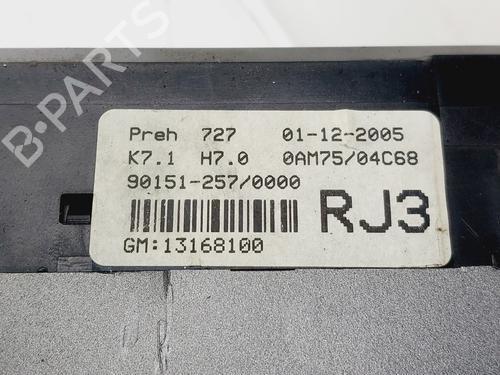 Preh 727 01-12-2005
K7.1 H7.0 0AM75/04C68
90151-257/0000
RJ3
GM:13168100
B-PARTS